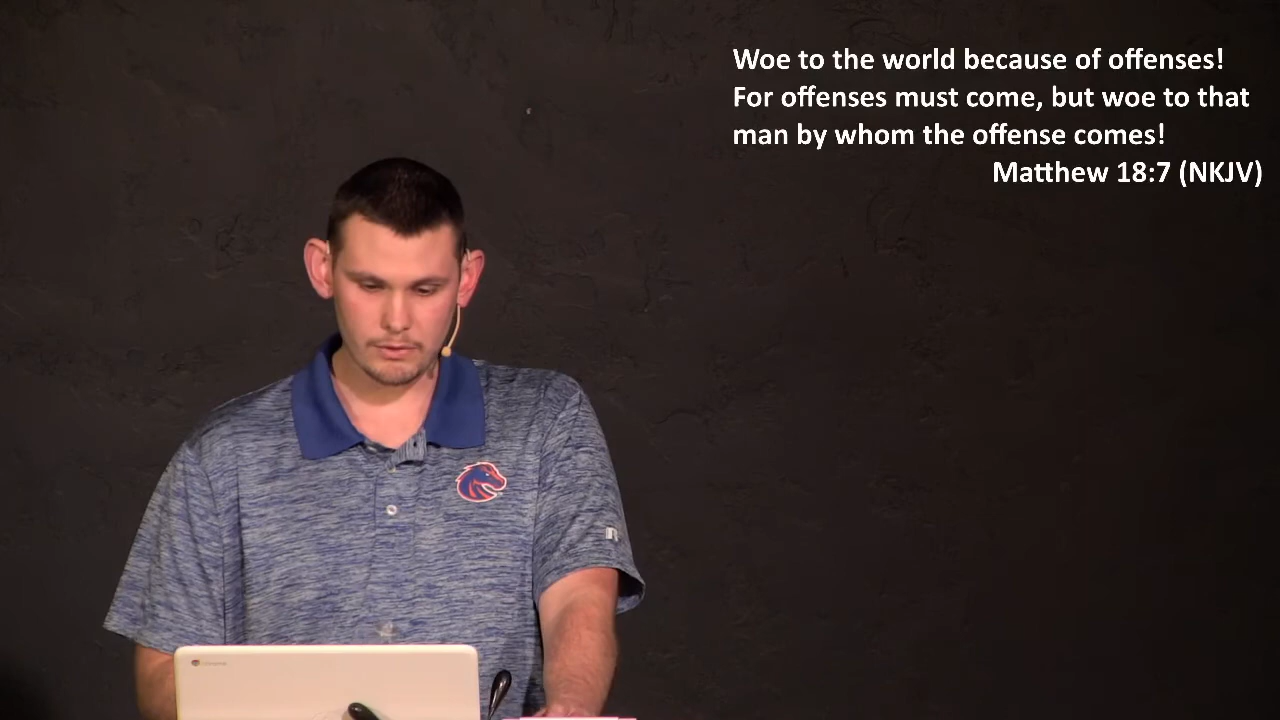 Woe to the world because of offenses!
For offenses must come, but woe to that
man by whom the offense comes!
Matthew 18:7 (NKJV)